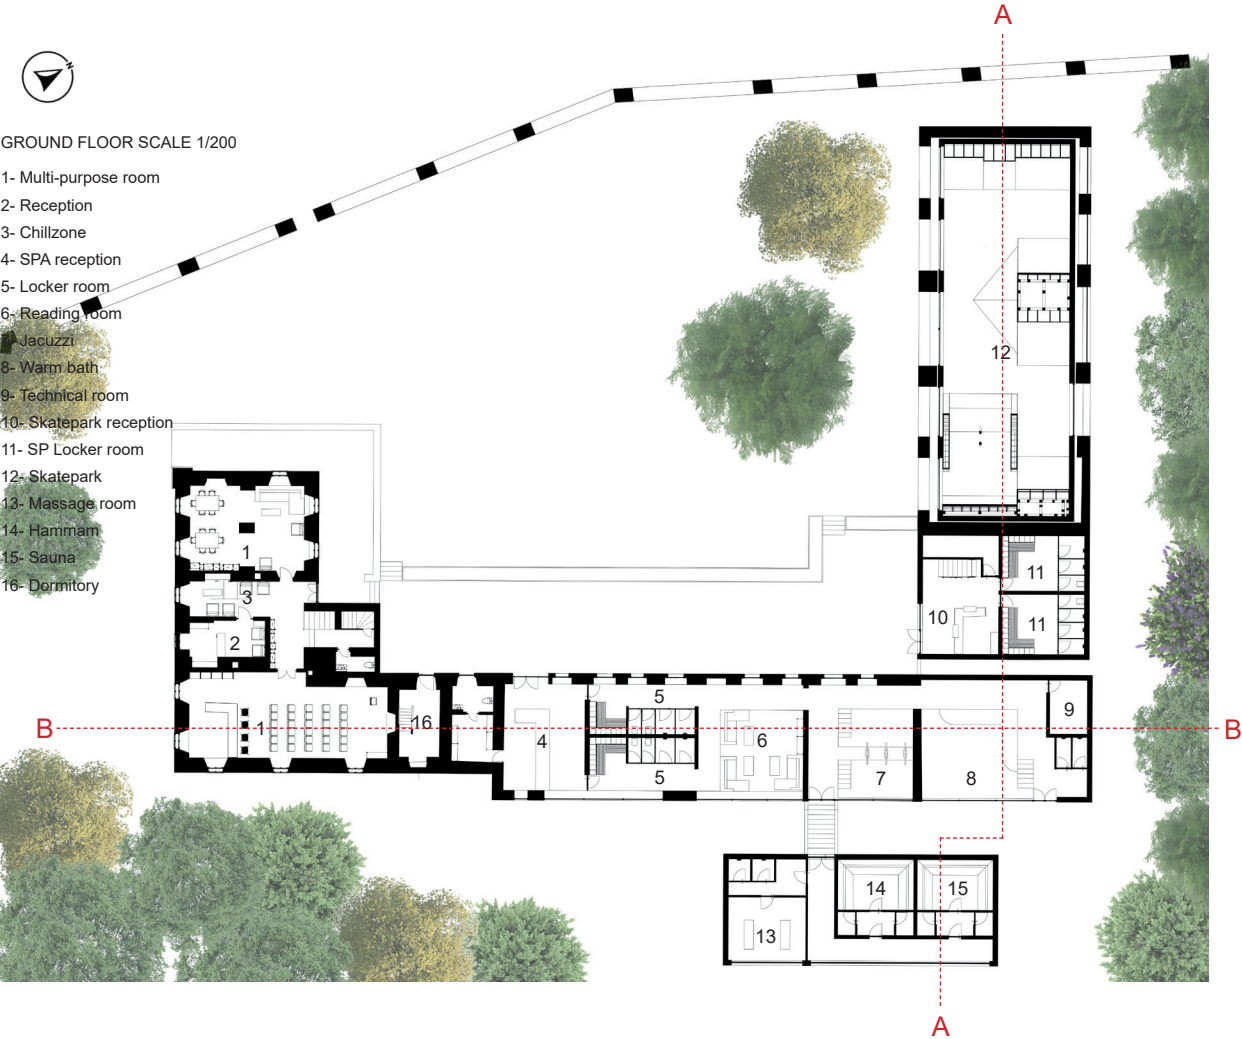 A
N
GROUND FLOOR SCALE 1/200
1- Multi-purpose room
2- Reception
3- Chillzone
4- SPA reception
5- Locker room
6- Reading room
7- Jacuzzi
8- Warm bath
9- Technical room
10- Skatepark reception
11- SP Locker room
12- Skatepark
13- Massage room
14- Hammam
15- Sauna
16- Dormitory
12
1
3
2
10
11
11
B
1
16
4
5
5
6
7
8
9
B
14
15
13
A